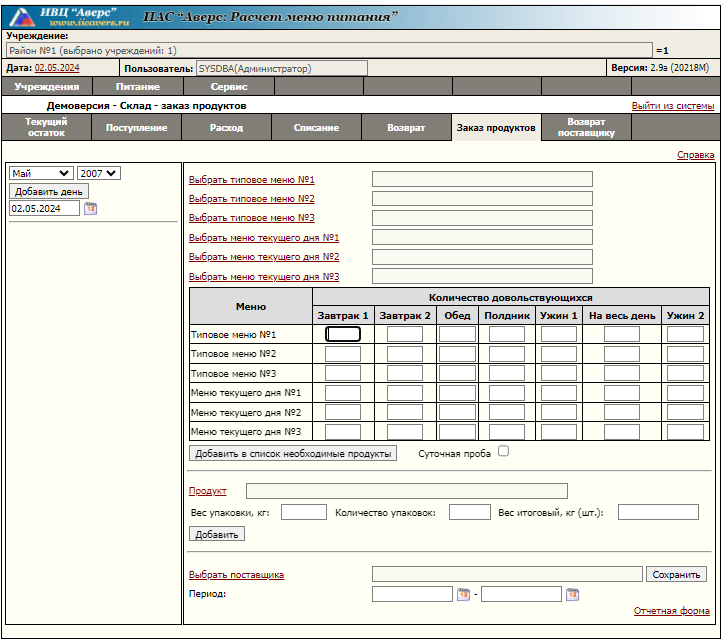 ИВЦ "Аверс"
www.iicavers.ru
ИАС "Аверс: Расчет меню питания"
Учреждение:
Район №1 (выбрано учреждений: 1) =1
Дата: 02.05.2024 Пользователь: SYSDBA(Администратор) Версия: 2.9a (20218M)
Учреждения Питание Сервис
Демоверсия - Склад - заказ продуктов Выйти из системы
Текущий остаток Поступление Расход Списание Возврат Заказ продуктов Возврат поставщику
Справка
Май 2007
Добавить день
02.05.2024
Выбрать типовое меню №1
Выбрать типовое меню №2
Выбрать типовое меню №3
Выбрать меню текущего дня №1
Выбрать меню текущего дня №2
Выбрать меню текущего дня №3
Меню Количество довольствующихся
Завтрак 1 Завтрак 2 Обед Полдник Ужин 1 На весь день Ужин 2
Типовое меню №1
Типовое меню №2
Типовое меню №3
Меню текущего дня №1
Меню текущего дня №2
Меню текущего дня №3
Добавить в список необходимые продукты Суточная проба
Продукт
Вес упаковки, кг: Количество упаковок: Вес итоговый, кг (шт.):
Добавить
Выбрать поставщика Сохранить
Период: -
Отчетная форма